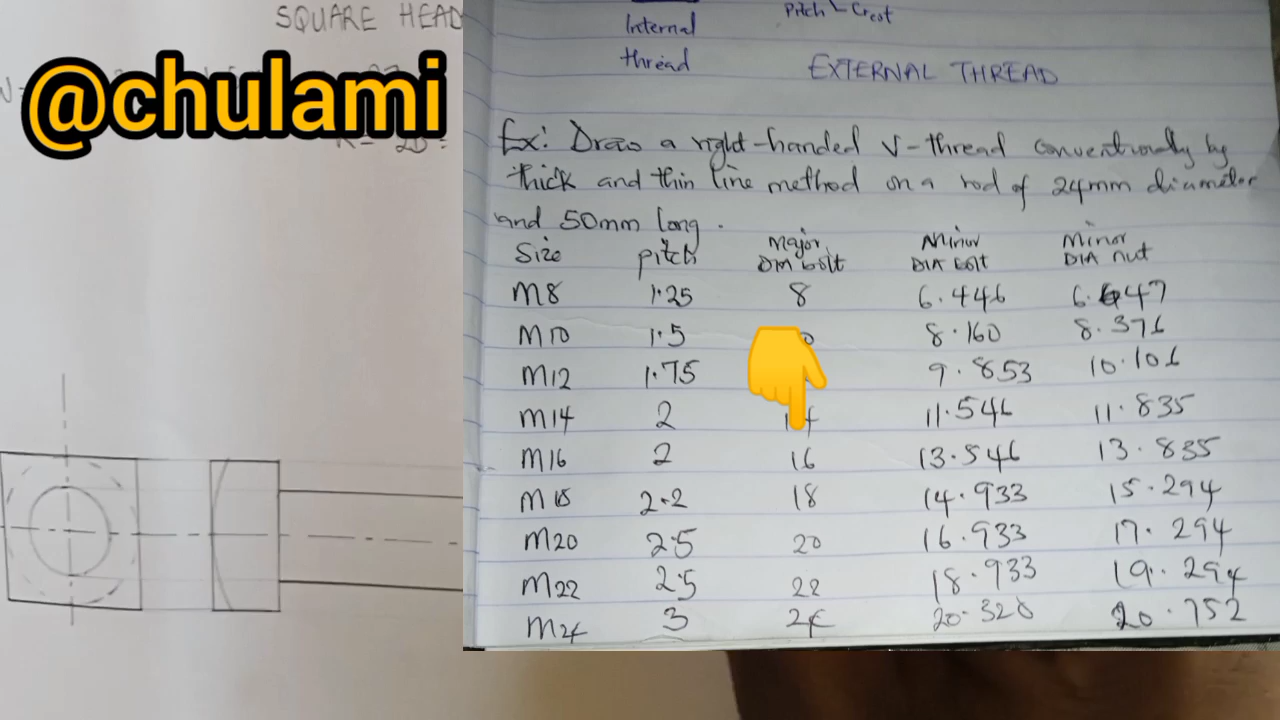 SQUARE HEAD
@chulami
Pitch Crest
Internal
thread
EXTERNAL THREAD
Ex: Draw a right-handed V-thread conventionally by
thick and thin line method on a rod of 24mm diameter
and 50mm long.
Size pitch Major DIA bolt Minor DIA bolt Minor DIA nut
M8 1.25 8 6.446 6.647
M10 1.5 8.160 8.376
M12 1.75 9.853 10.106
M14 2 11.546 11.835
M16 2 16 13.546 13.835
M18 2.2 18 14.933 15.294
M20 2.5 20 16.933 17.294
M22 2.5 22 18.933 19.294
M24 3 24 20.320 20.752